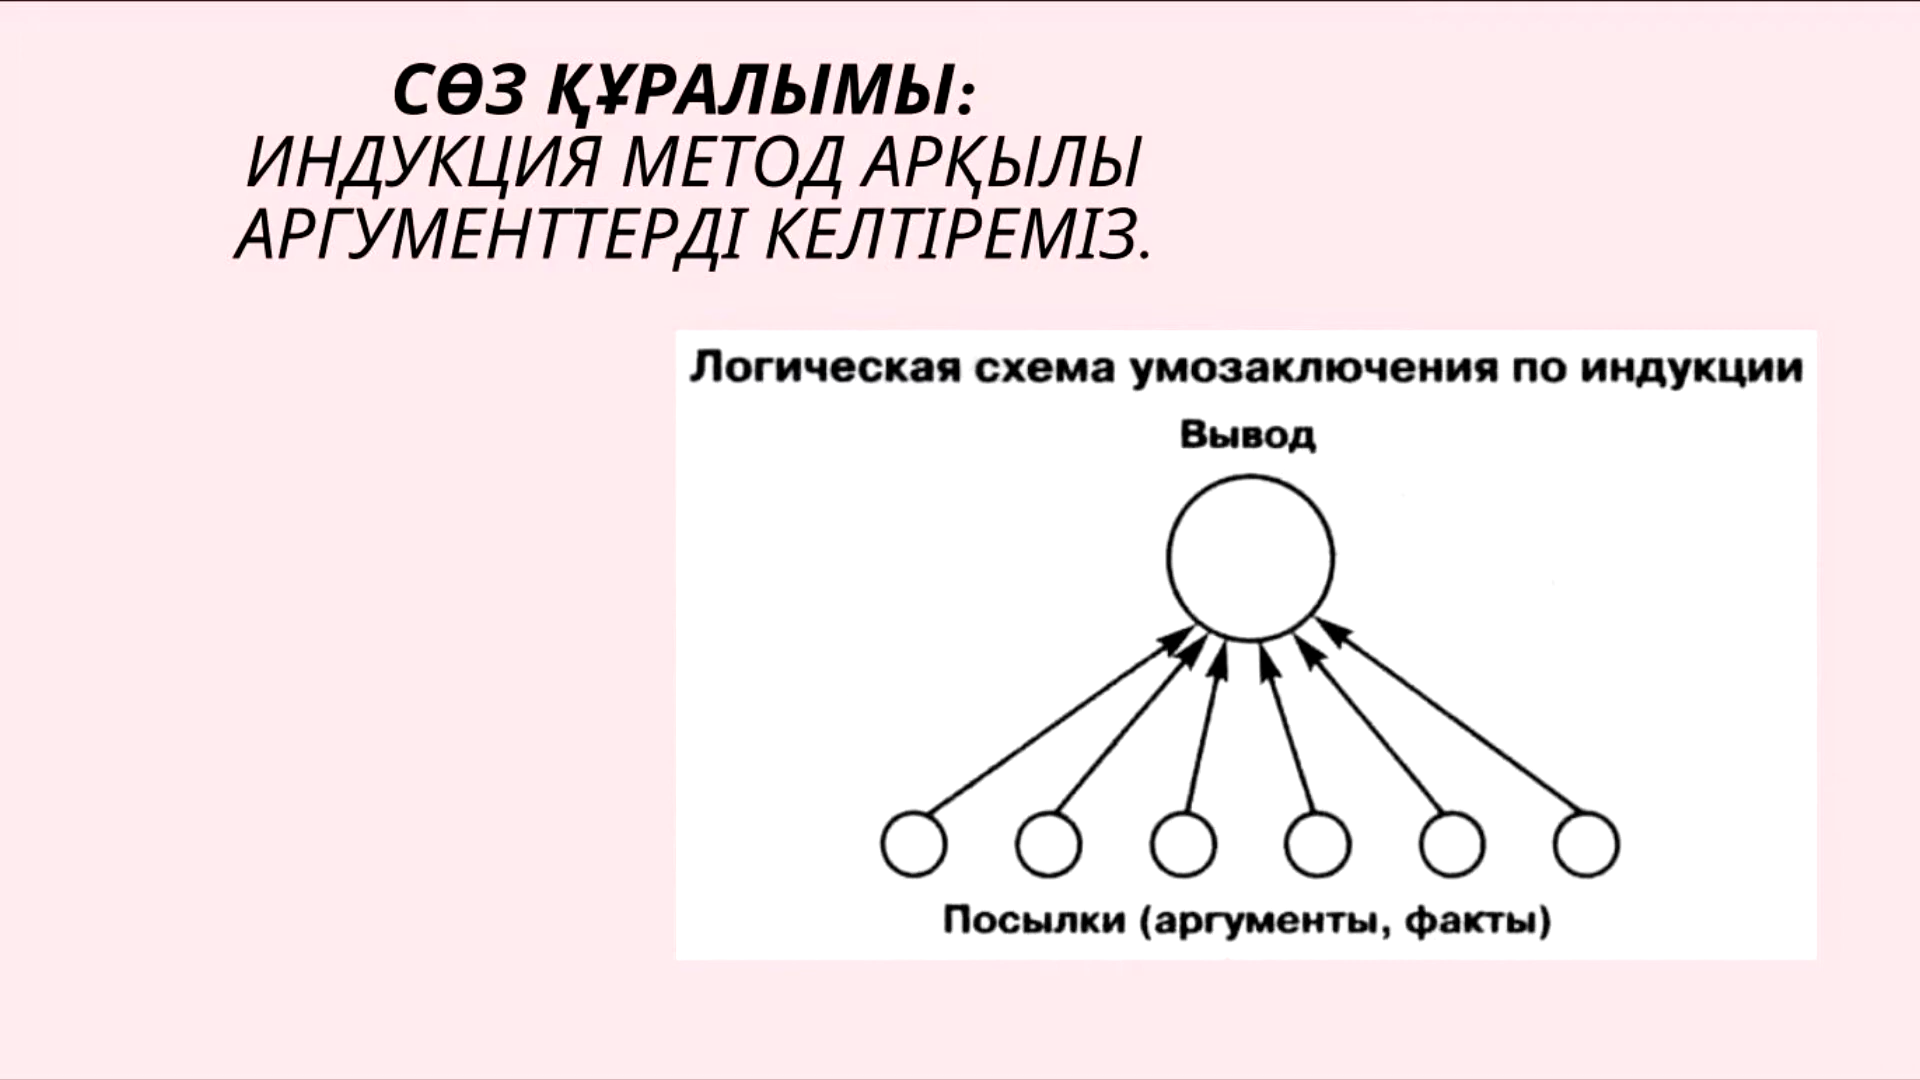 СӨЗ ҚҰРАЛЫМЫ:
ИНДУКЦИЯ МЕТОД АРҚЫЛЫ
АРГУМЕНТТЕРДІ КЕЛТІРЕМІЗ.
Логическая схема умозаключения по индукции
Вывод
Посылки (аргументы, факты)